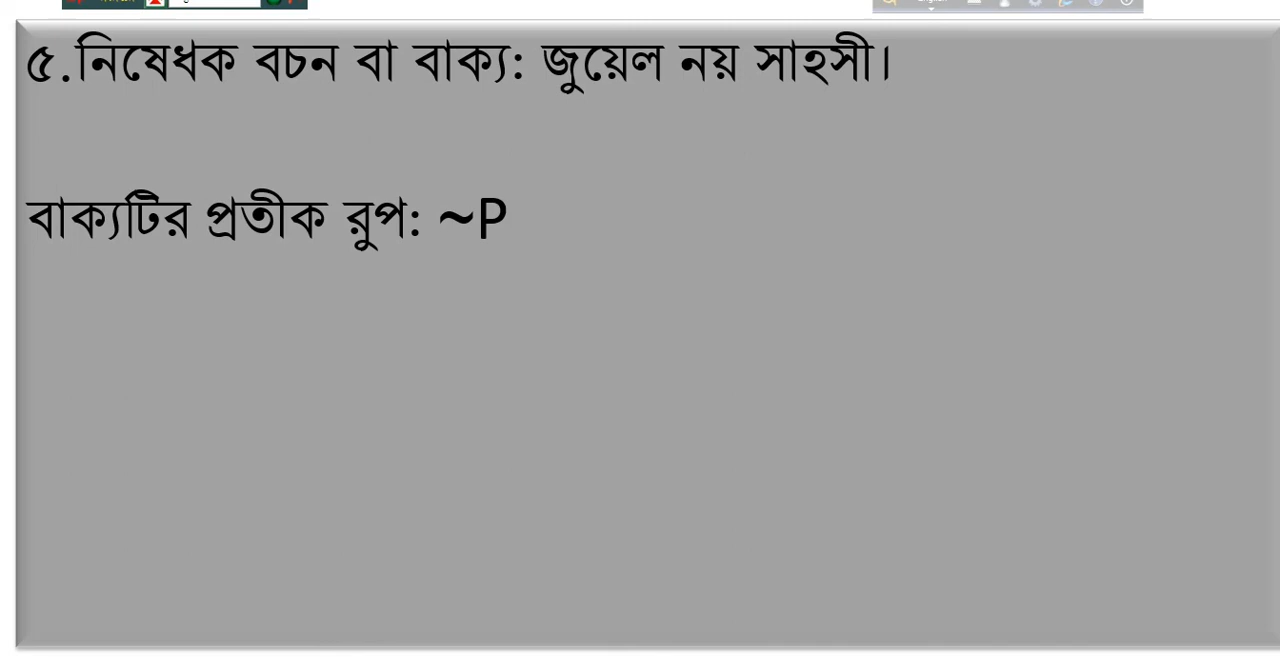 ৫.নিষেধক বচন বা বাক্য: জুয়েল নয় সাহসী।
বাক্যটির প্রতীক রুপ: ~P